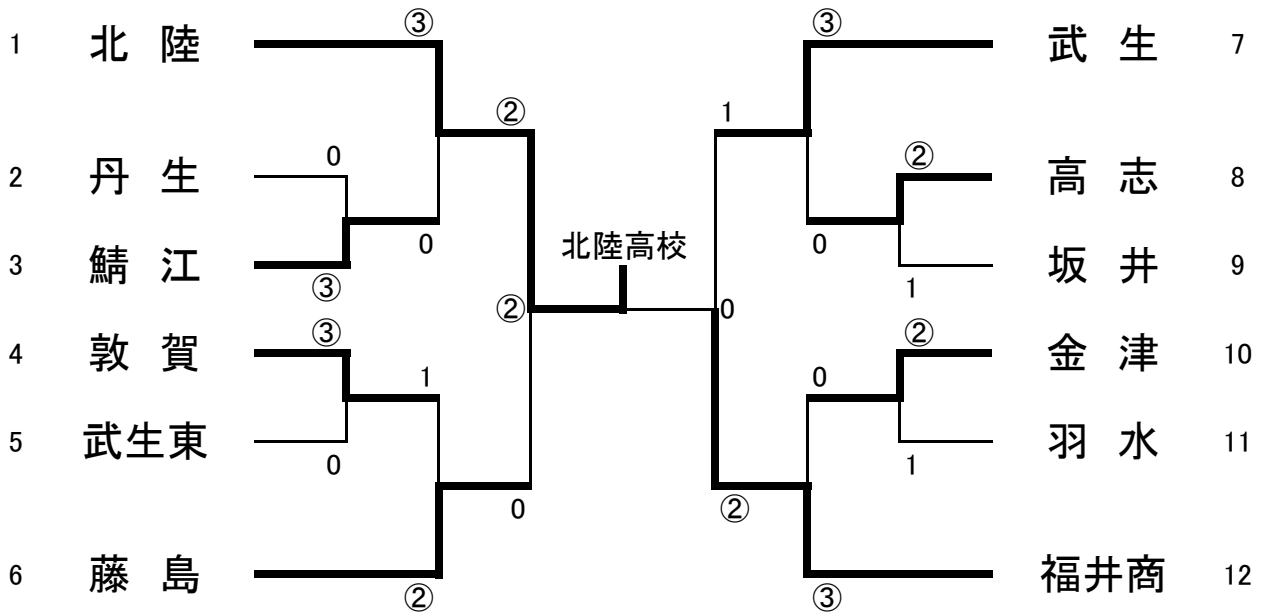 ③ ③
1 北 陸 武 生 7
② 1
0 ②
2 丹 生 高 志 8
0 0
北陸高校
3 鯖 江 坂 井 9
③ 1
② 0
③ ②
4 敦 賀 金 津 10
1 0
5 武生東 羽 水 11
0 1
0 ②
6 藤 島 福井商 12
② ③